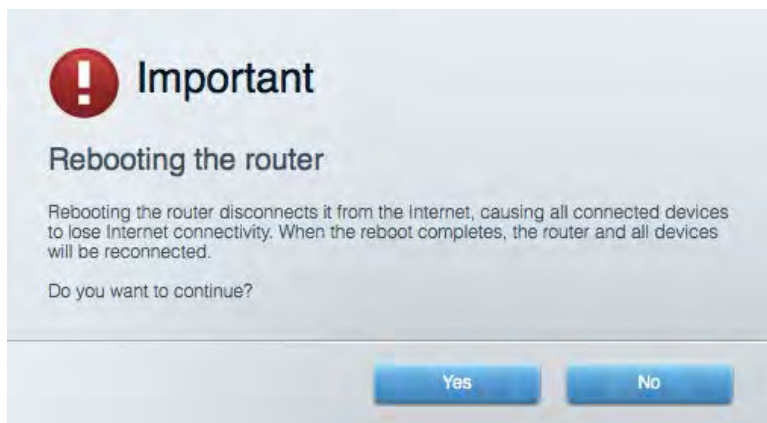 Important
Rebooting the router
Rebooting the router disconnects it from the Internet, causing all connected devices
to lose Internet connectivity. When the reboot completes, the router and all devices
will be reconnected.
Do you want to continue?
Yes
No